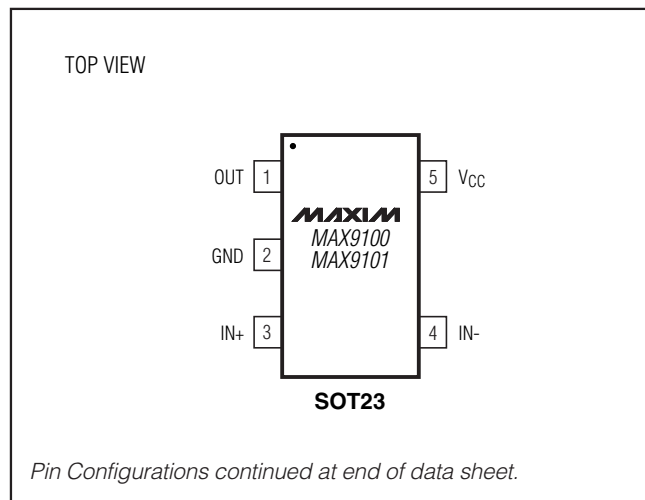 TOP VIEW
OUT 1
5 VCC
MAXIM
MAX9100
MAX9101
GND 2
IN+ 3
4 IN-
SOT23
Pin Configurations continued at end of data sheet.